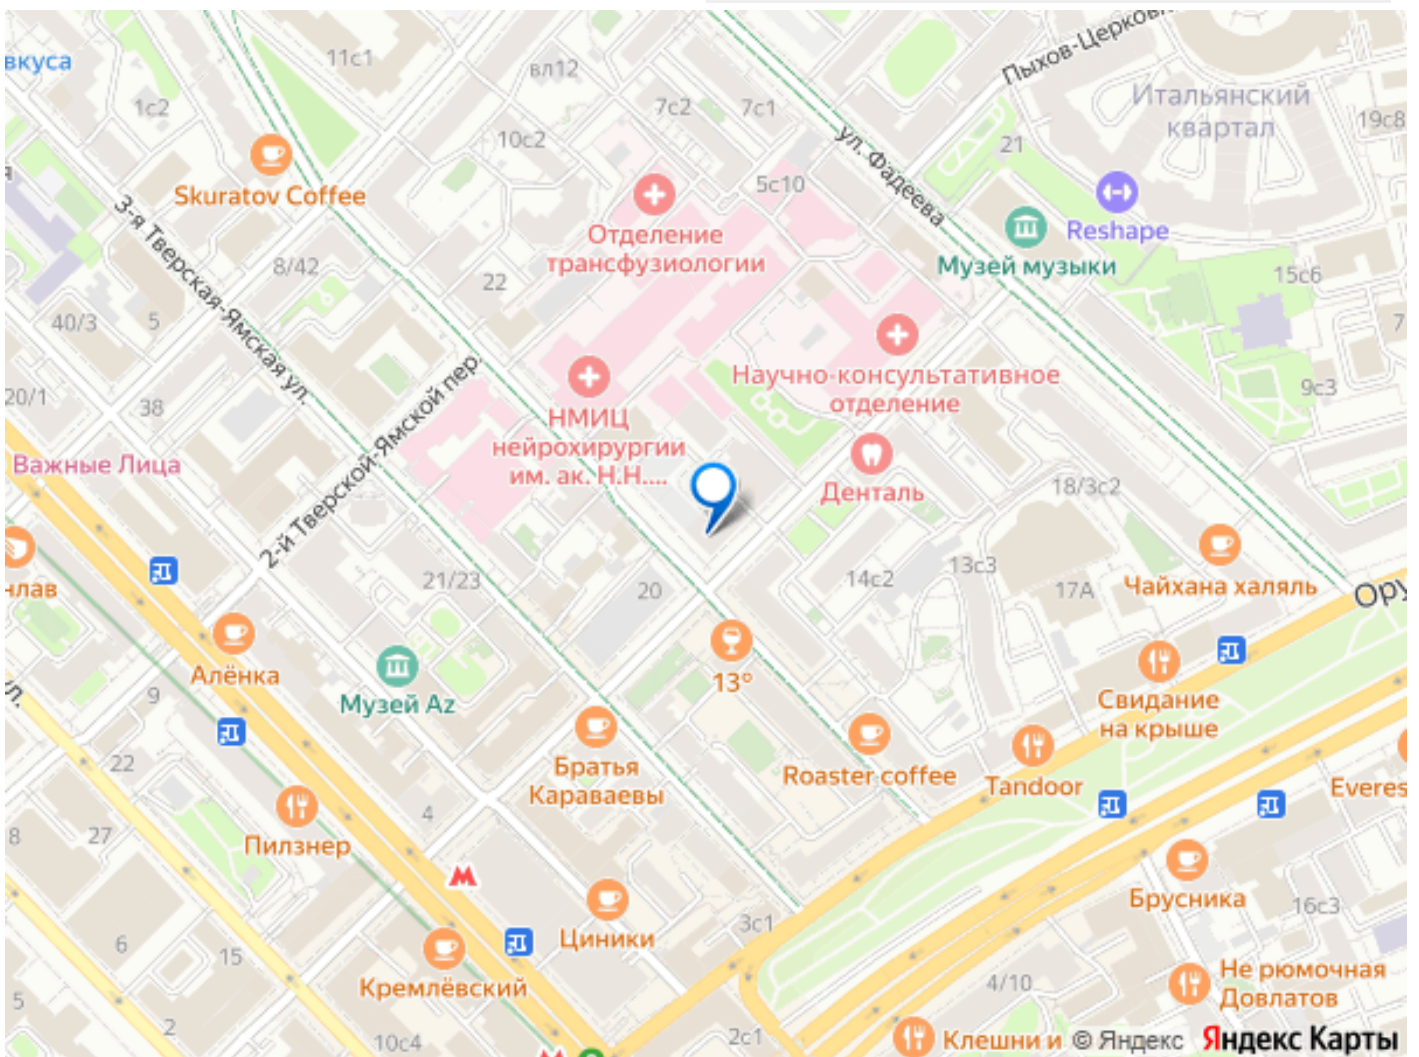 Пыхов-Церковн
вкуса
11с1
вл12
Итальянский
квартал
1с2
7с2
7с1
19с8
10с2
ул. Фадеева
21
Skuratov Coffee
5с10
Reshape
3-я Тверская-Ямская ул.
Отделение
трансфузиологии
Музей музыки
8/42
22
15с6
40/3
5
7
2-й Тверской-Ямской пер.
Научно-консультативное
отделение
9с3
20/1
38
НМИЦ
нейрохирургии
им. ак. Н.Н....
Важные Лица
Денталь
18/3с2
нлав
21/23
20
14с2
13с3
17А
Чайхана халяль
Ору
Алёнка
13°
Музей Az
9
ул.
Свидание
на крыше
22
Братья
Караваевы
Roaster coffee
Tandoor
Everes
8
27
4
Пилзнер
М
Брусника
16с3
3с1
Циники
6
15
Кремлёвский
4/10
Не рюмочная
Довлатов
5
2
10с4
2с1
Клешни и
© Яндекс
Яндекс Карты